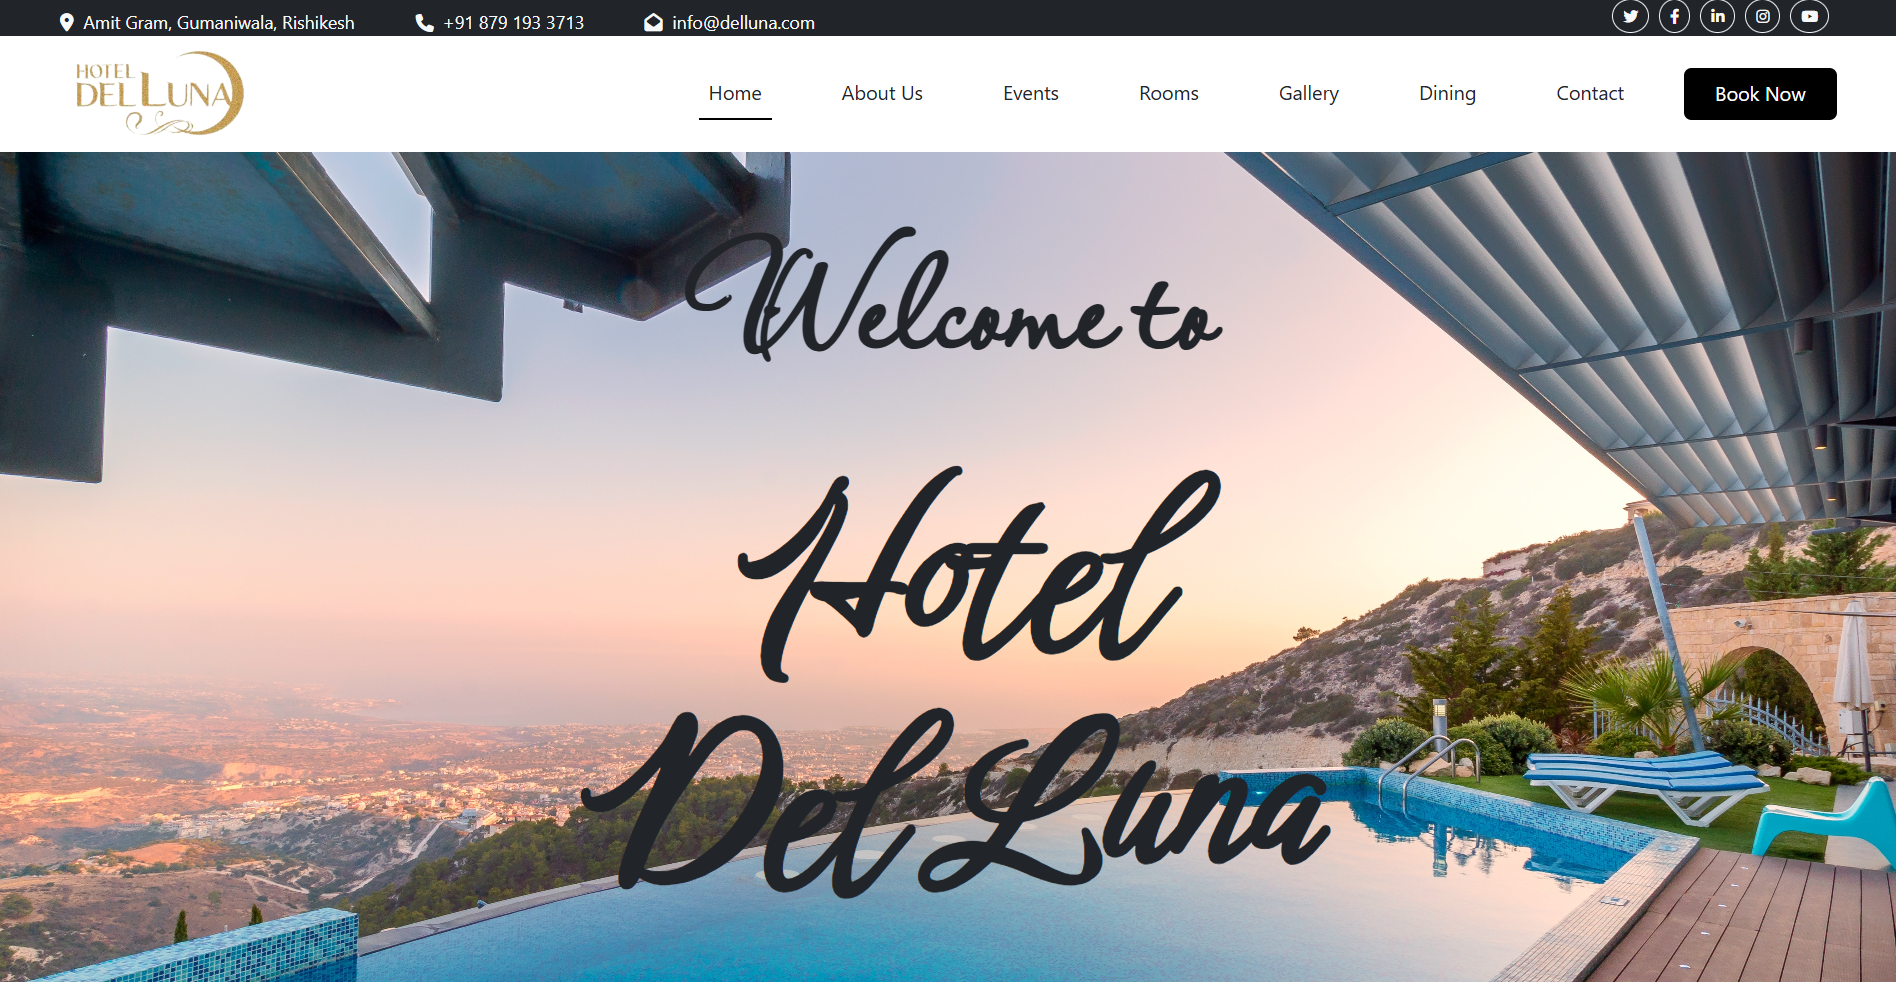 Amit Gram, Gumaniwala, Rishikesh
+91 879 193 3713
info@delluna.com
HOTEL
DEL LUNA
Home
About Us
Events
Rooms
Gallery
Dining
Contact
Book Now
Welcome to
Hotel
Del Luna